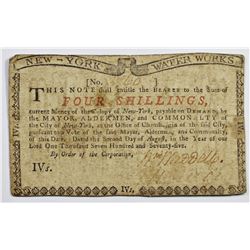 NEW-YORK WATER WORKS
[No.
THIS NOTE shall entitle the Bearer to the Sum of
FOUR SHILLINGS,
current Money of the Colony of New-York, payable on DEMAND, by
the MAYOR, ALDERMEN, and COMMONALTY of
the City of New-York, at the Office of Chamberlain of the said City,
pursuant to a Vote of the said Mayor, Aldermen, and Commonalty,
of this Date. Dated the Second Day of August, in the Year of our
Lord One Thousand Seven Hundred and Seventy-five.
By Order of the Corporation,
IVs.
IVs.
IVs.